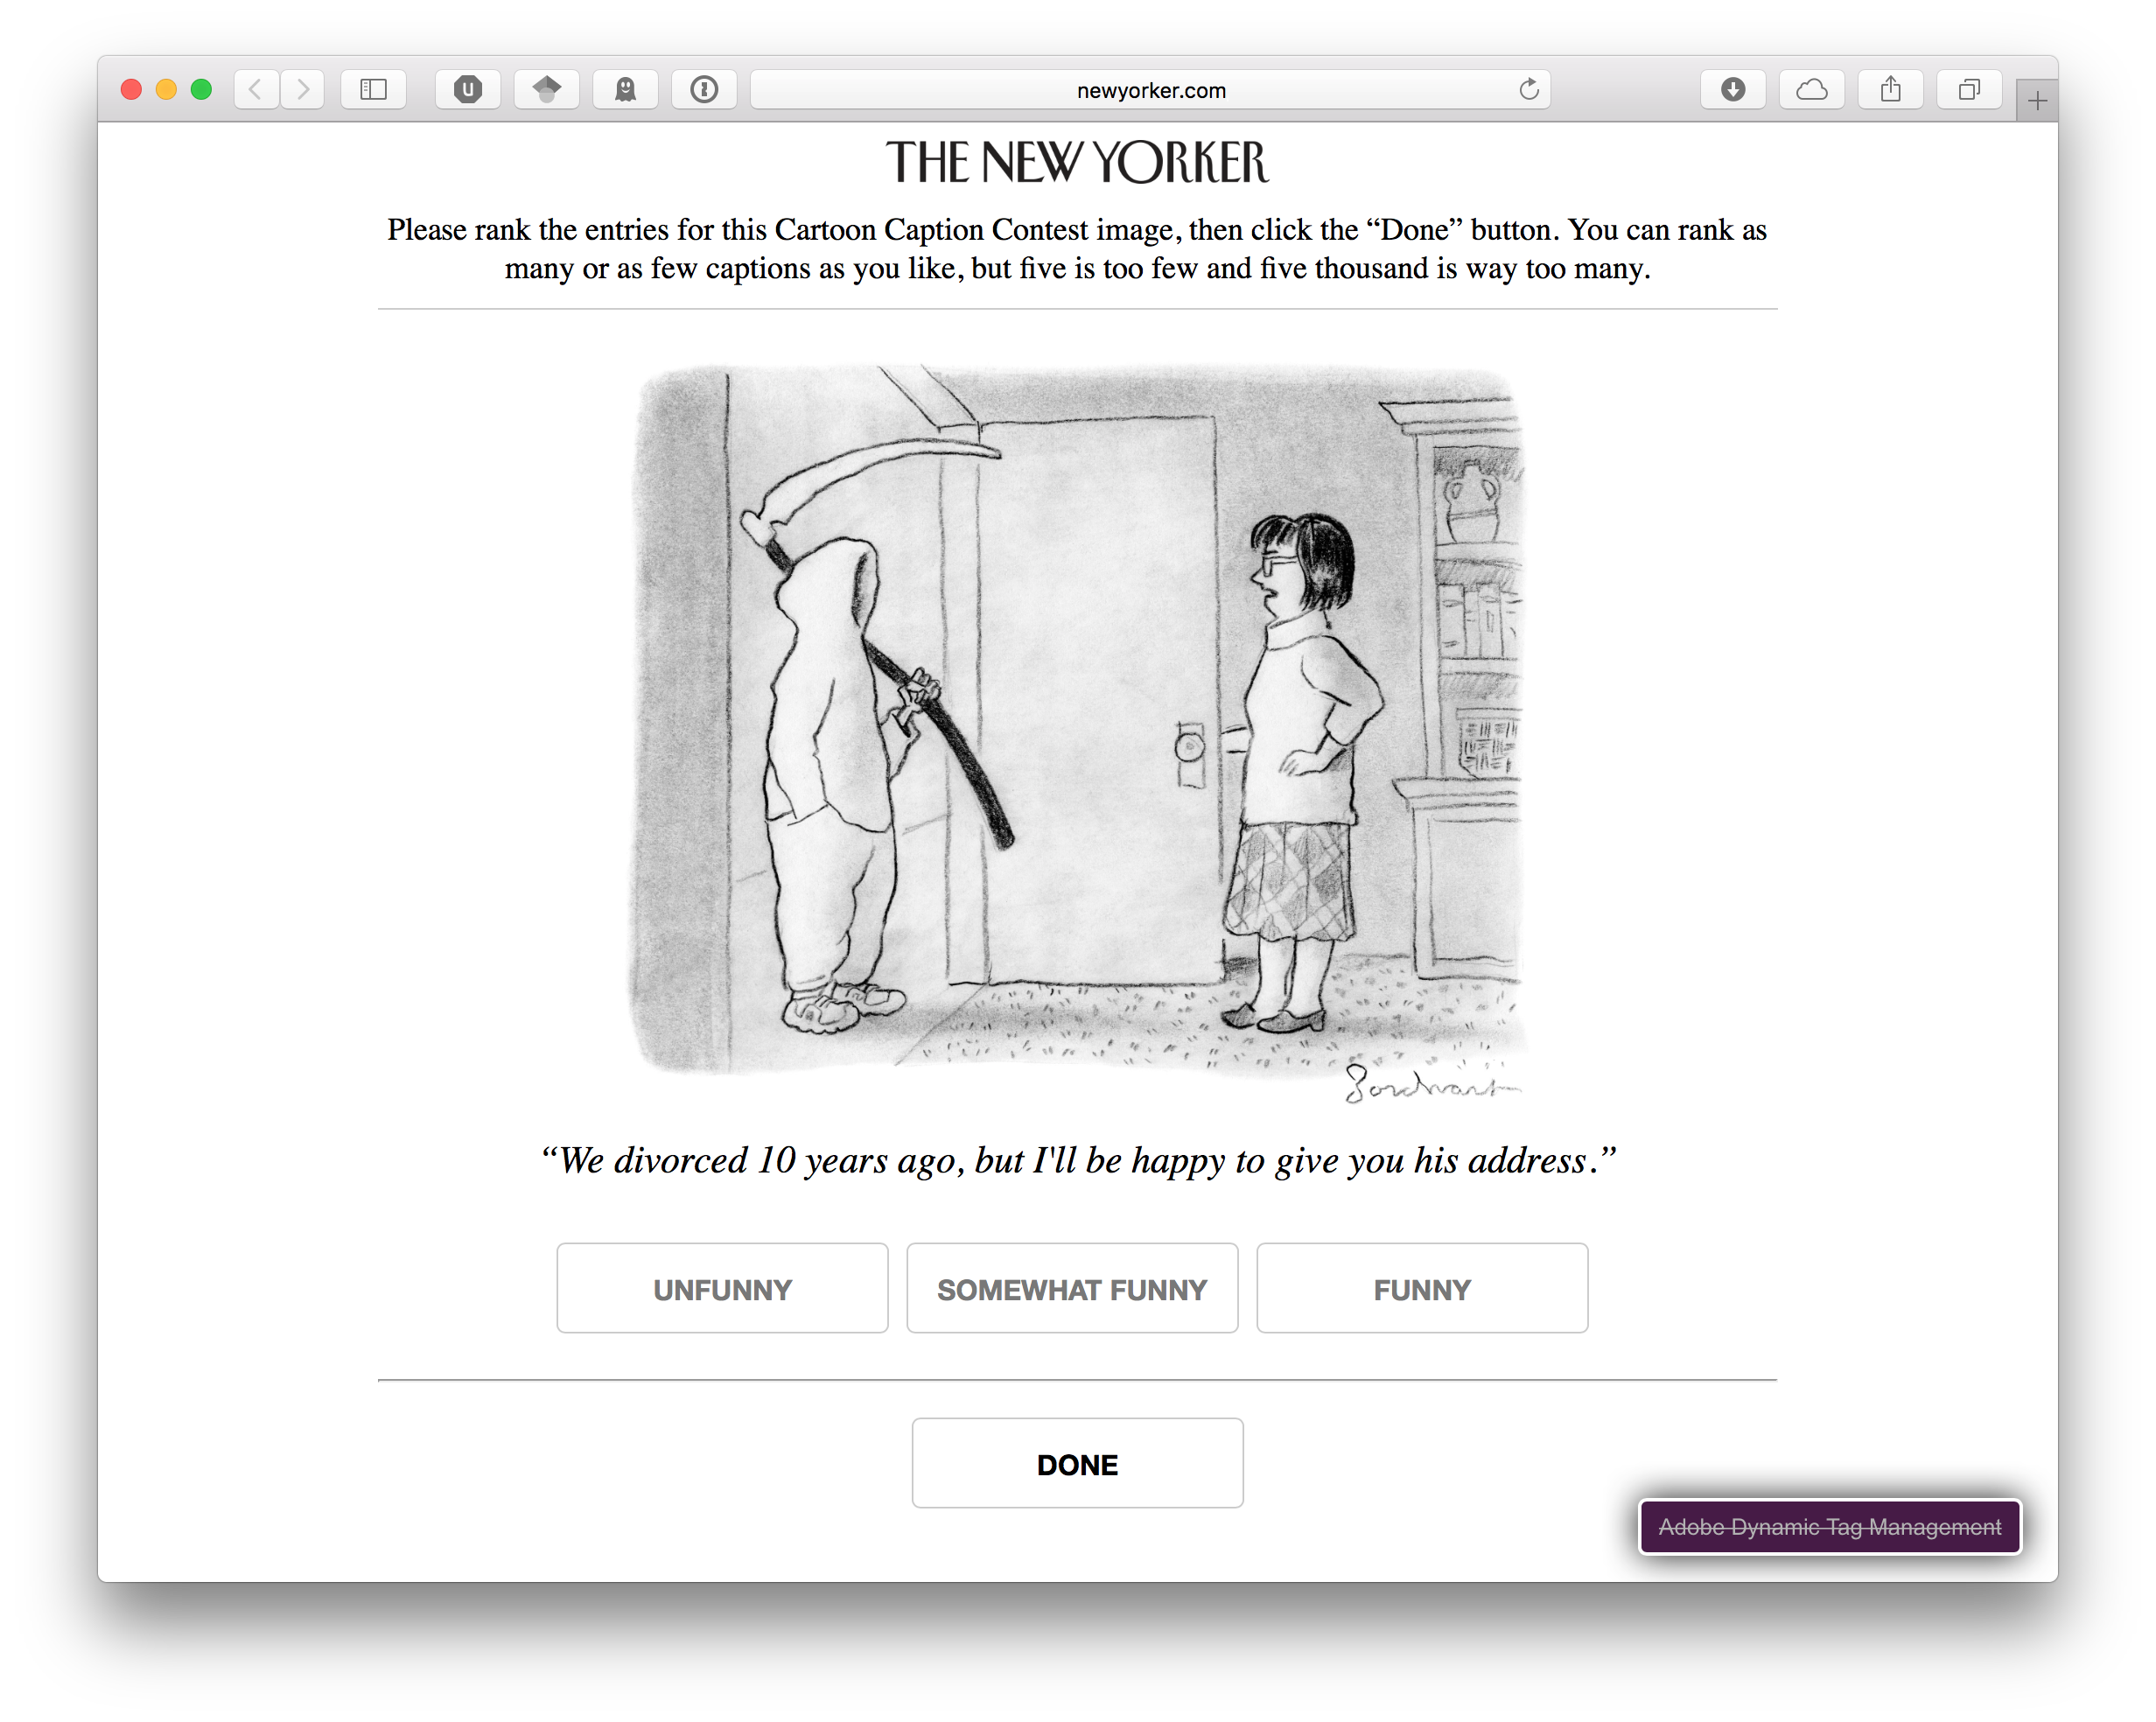 newyorker.com
THE NEW YORKER
Please rank the entries for this Cartoon Caption Contest image, then click the “Done” button. You can rank as
many or as few captions as you like, but five is too few and five thousand is way too many.
“We divorced 10 years ago, but I'll be happy to give you his address.”
UNFUNNY SOMEWHAT FUNNY FUNNY
DONE
Adobe Dynamic Tag Management